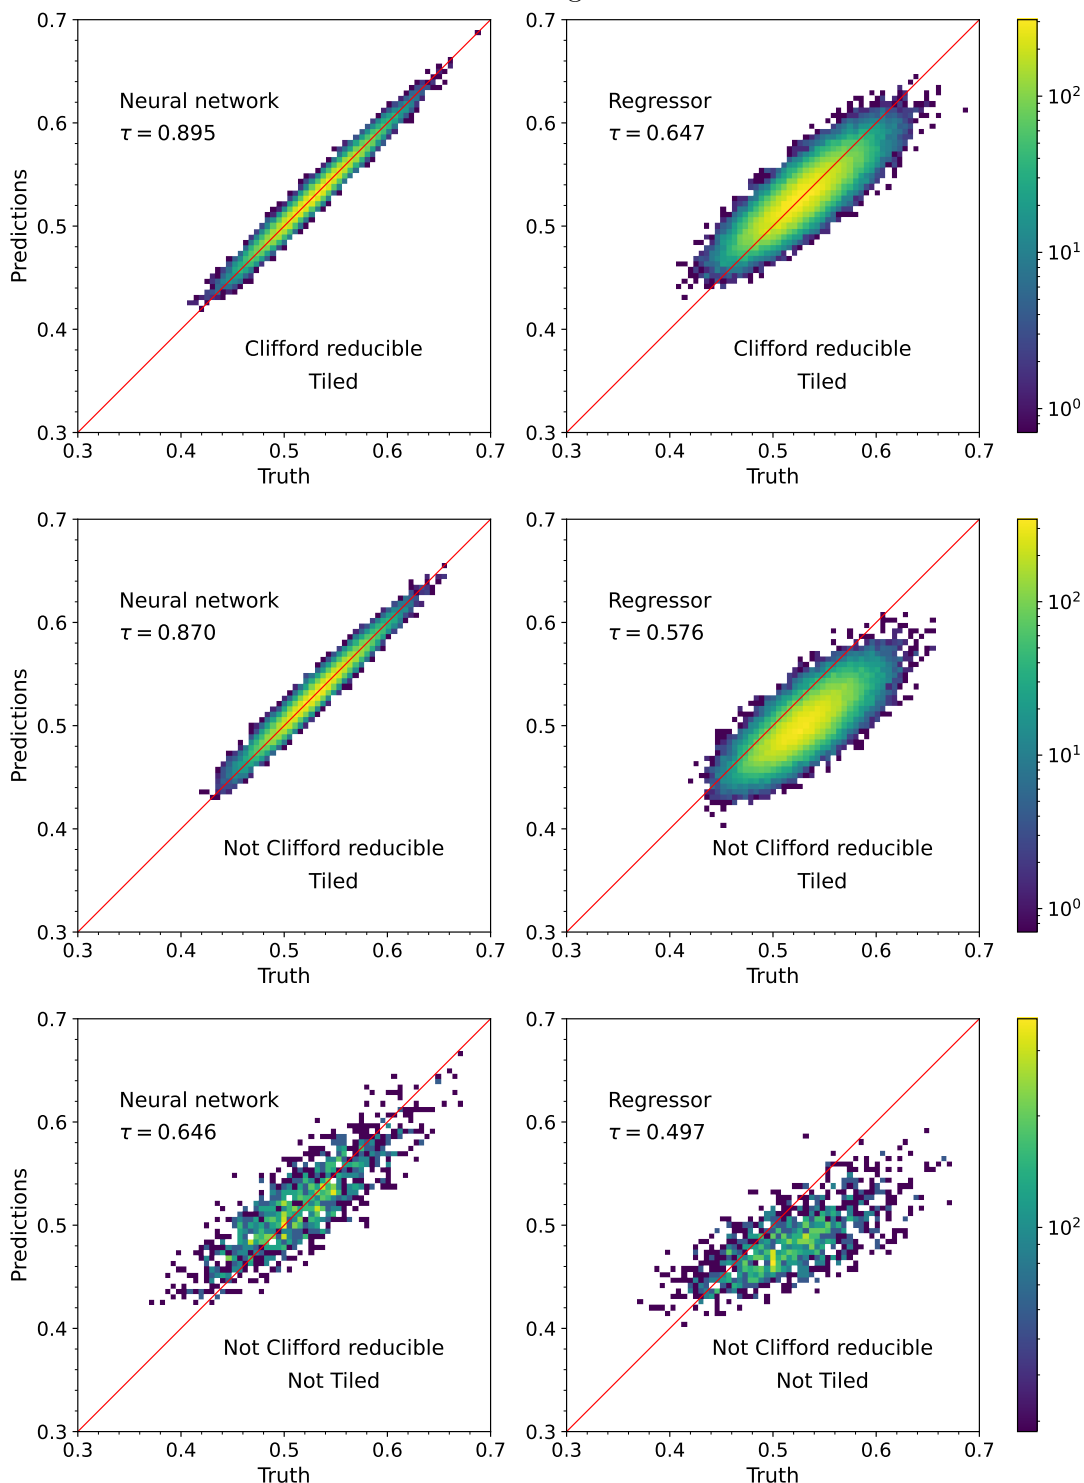 0.7
0.6
0.5
0.4
0.3
Predictions
Neural network
τ = 0.895
Clifford reducible
Tiled
0.3 0.4 0.5 0.6 0.7
Truth
0.7
0.6
0.5
0.4
0.3
Regressor
τ = 0.647
Clifford reducible
Tiled
0.3 0.4 0.5 0.6 0.7
Truth
10²
10¹
10⁰
0.7
0.6
0.5
0.4
0.3
Predictions
Neural network
τ = 0.870
Not Clifford reducible
Tiled
0.3 0.4 0.5 0.6 0.7
Truth
0.7
0.6
0.5
0.4
0.3
Regressor
τ = 0.576
Not Clifford reducible
Tiled
0.3 0.4 0.5 0.6 0.7
Truth
10²
10¹
10⁰
0.7
0.6
0.5
0.4
0.3
Predictions
Neural network
τ = 0.646
Not Clifford reducible
Not Tiled
0.3 0.4 0.5 0.6 0.7
Truth
0.7
0.6
0.5
0.4
0.3
Regressor
τ = 0.497
Not Clifford reducible
Not Tiled
0.3 0.4 0.5 0.6 0.7
Truth
10²